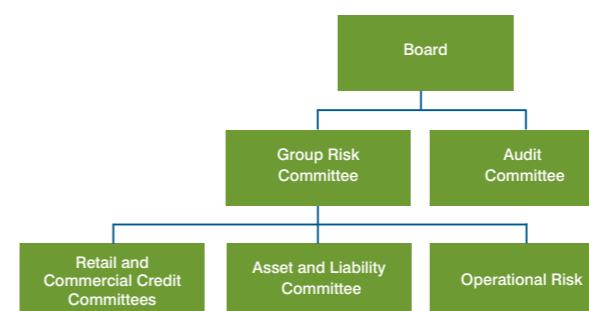 Board
Group Risk
Committee
Audit
Committee
Retail and
Commercial Credit
Committees
Asset and Liability
Committee
Operational Risk